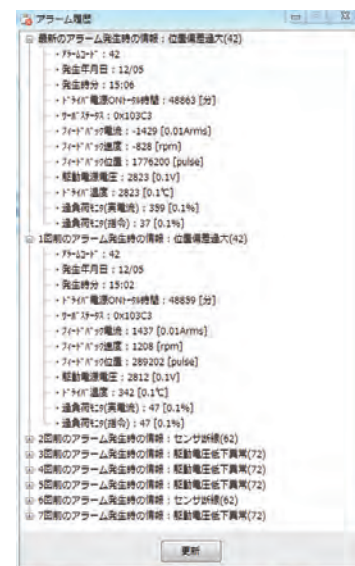 アラーム履歴
最新のアラーム発生時の情報：位置偏差過大(42)
・アラームコード：42
・発生年月日：12/05
・発生時分：15:06
・ドライバ電源ONトータル時間：48863 [分]
・サーボステータス：0x103C3
・フィードバック電流：-1429 [0.01Arms]
・フィードバック速度：-828 [rpm]
・フィードバック位置：1776200 [pulse]
・駆動電源電圧：2823 [0.1V]
・ドライバ温度：2823 [0.1℃]
・過負荷モニタ(実電流)：359 [0.1%]
・過負荷モニタ(指令)：37 [0.1%]
1回前のアラーム発生時の情報：位置偏差過大(42)
・アラームコード：42
・発生年月日：12/05
・発生時分：15:02
・ドライバ電源ONトータル時間：48859 [分]
・サーボステータス：0x103C3
・フィードバック電流：1437 [0.01Arms]
・フィードバック速度：1208 [rpm]
・フィードバック位置：289202 [pulse]
・駆動電源電圧：2812 [0.1V]
・ドライバ温度：342 [0.1℃]
・過負荷モニタ(実電流)：47 [0.1%]
・過負荷モニタ(指令)：47 [0.1%]
2回前のアラーム発生時の情報：センサ断線(62)
3回前のアラーム発生時の情報：駆動電圧低下異常(72)
4回前のアラーム発生時の情報：駆動電圧低下異常(72)
5回前のアラーム発生時の情報：駆動電圧低下異常(72)
6回前のアラーム発生時の情報：センサ断線(62)
7回前のアラーム発生時の情報：駆動電圧低下異常(72)
更新